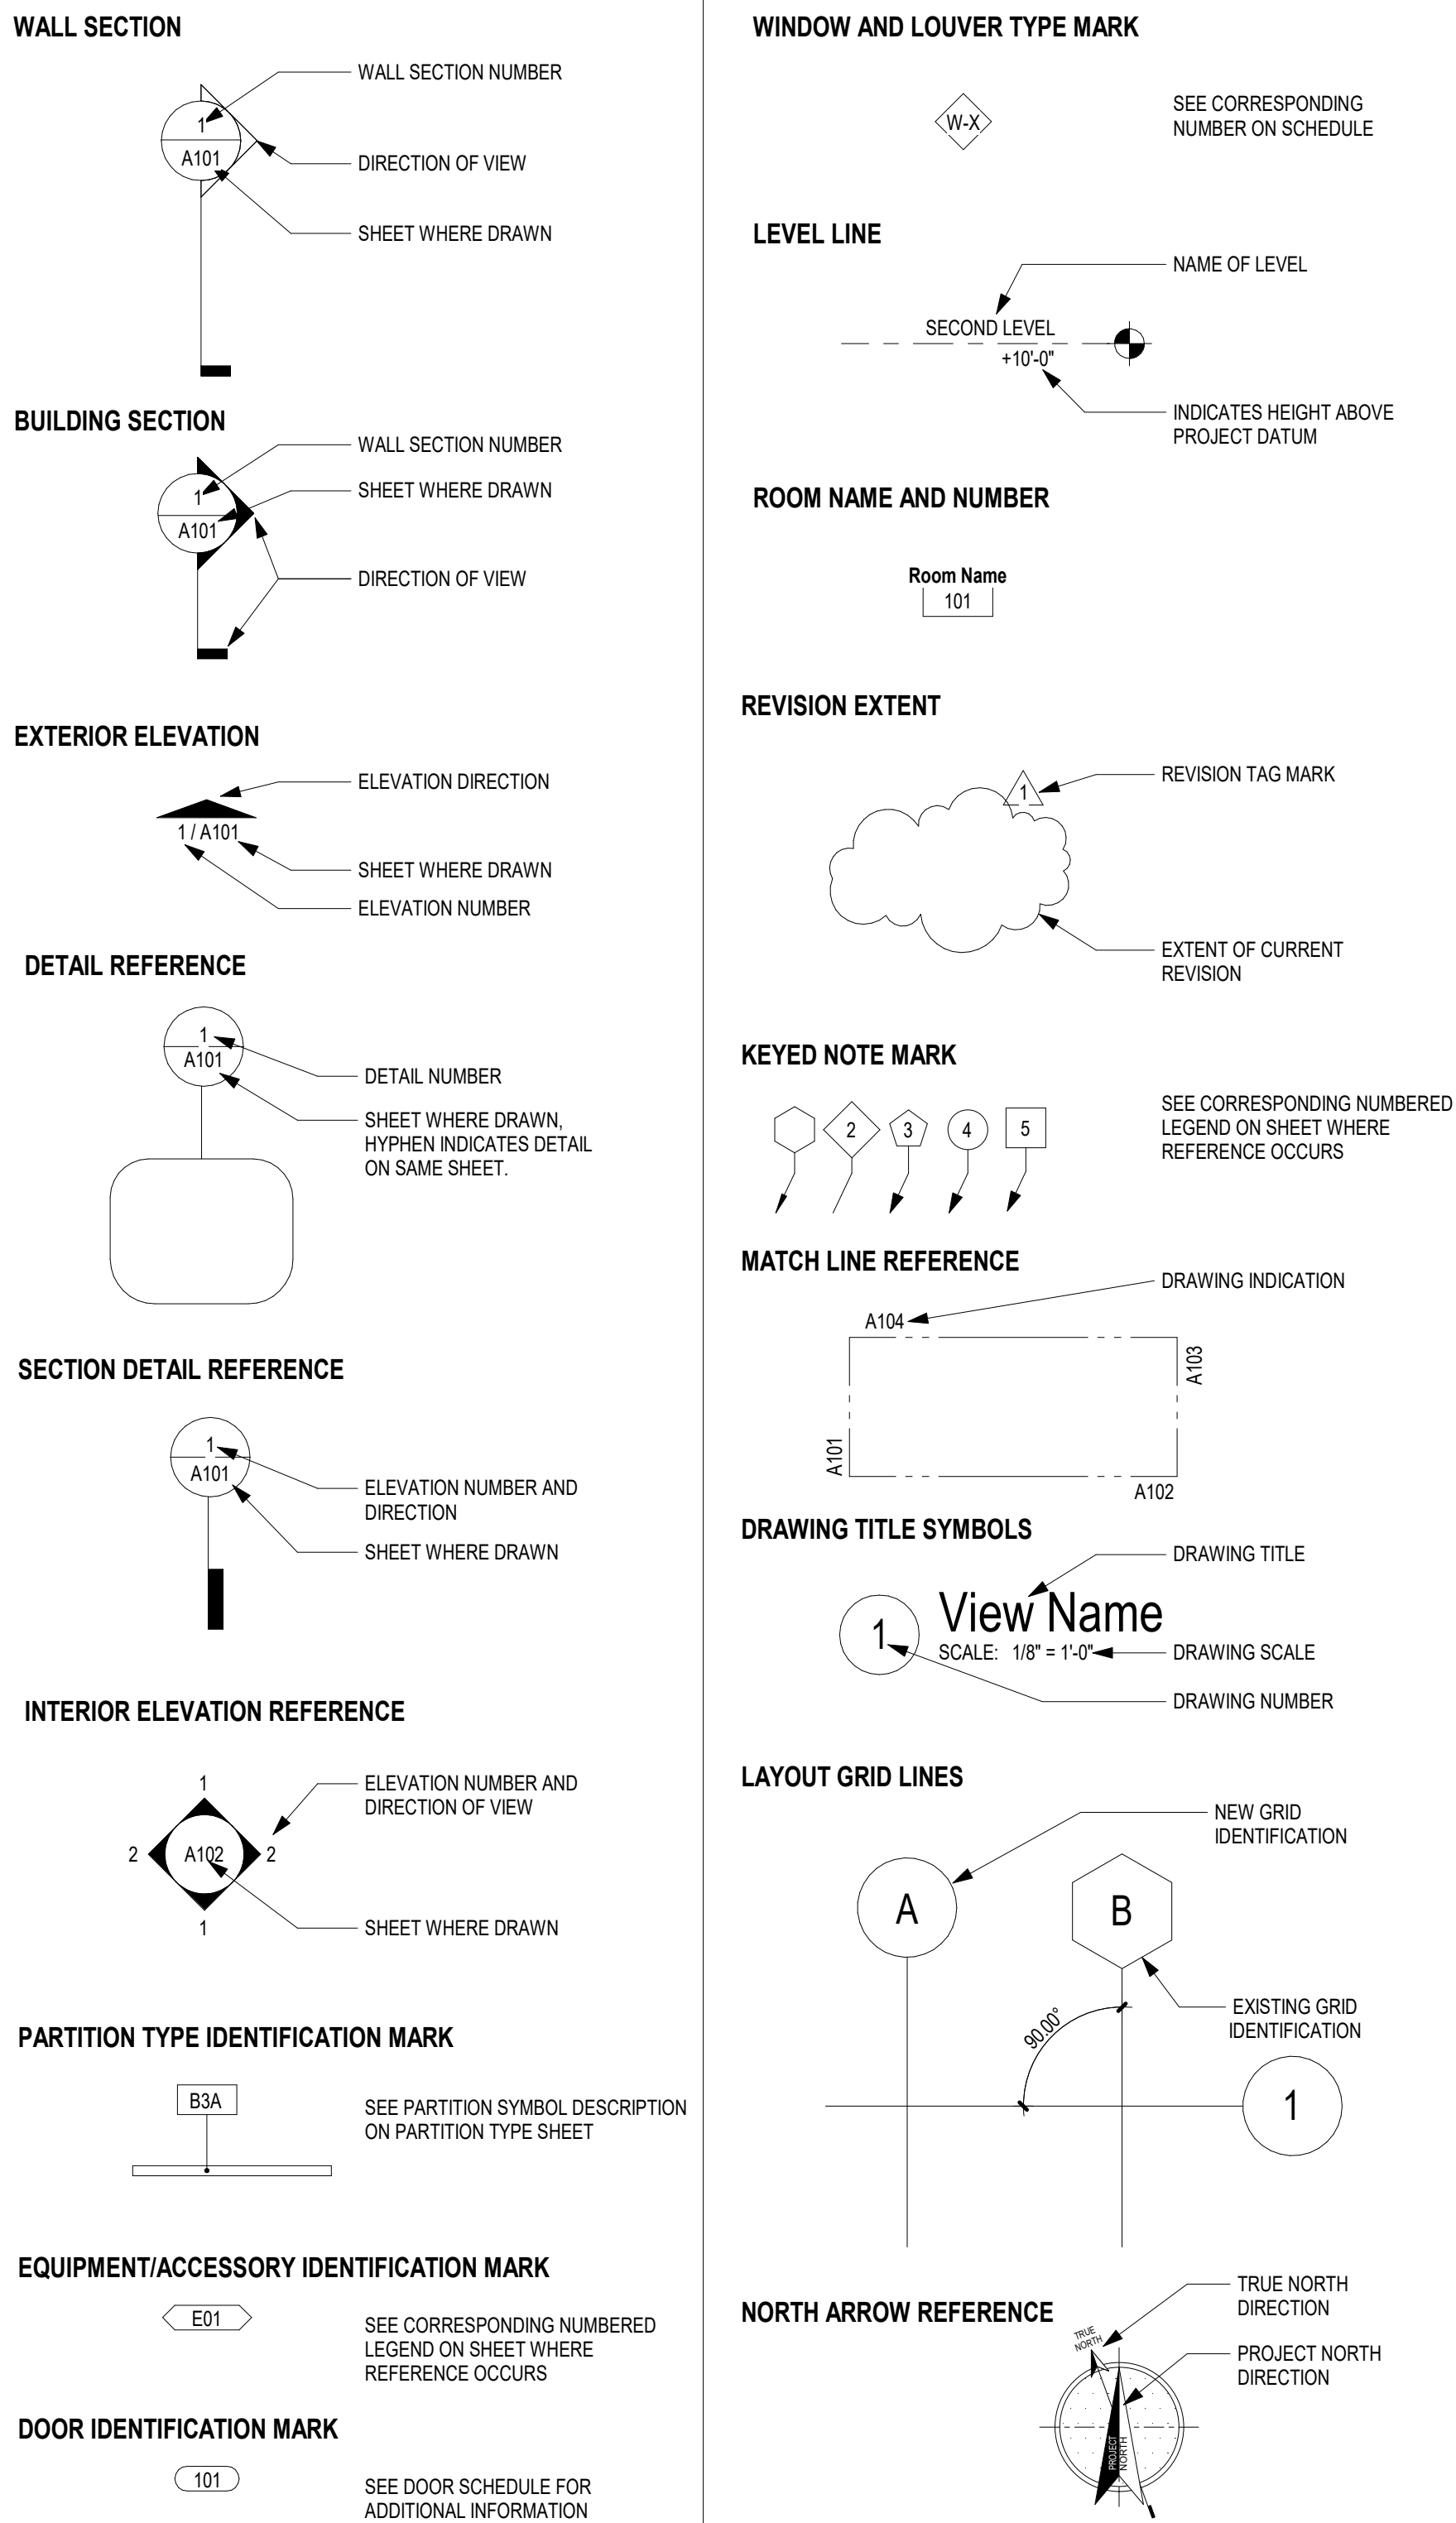 WALL SECTION
WALL SECTION NUMBER
1
A101
DIRECTION OF VIEW
SHEET WHERE DRAWN
BUILDING SECTION
WALL SECTION NUMBER
SHEET WHERE DRAWN
1
A101
DIRECTION OF VIEW
EXTERIOR ELEVATION
ELEVATION DIRECTION
1 / A101
SHEET WHERE DRAWN
ELEVATION NUMBER
DETAIL REFERENCE
1
A101
DETAIL NUMBER
SHEET WHERE DRAWN,
HYPHEN INDICATES DETAIL
ON SAME SHEET.
SECTION DETAIL REFERENCE
1
A101
ELEVATION NUMBER AND
DIRECTION
SHEET WHERE DRAWN
INTERIOR ELEVATION REFERENCE
1
ELEVATION NUMBER AND
DIRECTION OF VIEW
2 A102 2
1
SHEET WHERE DRAWN
PARTITION TYPE IDENTIFICATION MARK
B3A
SEE PARTITION SYMBOL DESCRIPTION
ON PARTITION TYPE SHEET
EQUIPMENT/ACCESSORY IDENTIFICATION MARK
E01
SEE CORRESPONDING NUMBERED
LEGEND ON SHEET WHERE
REFERENCE OCCURS
DOOR IDENTIFICATION MARK
101
SEE DOOR SCHEDULE FOR
ADDITIONAL INFORMATION
WINDOW AND LOUVER TYPE MARK
W-X
SEE CORRESPONDING
NUMBER ON SCHEDULE
LEVEL LINE
NAME OF LEVEL
SECOND LEVEL
+10'-0"
INDICATES HEIGHT ABOVE
PROJECT DATUM
ROOM NAME AND NUMBER
Room Name
101
REVISION EXTENT
REVISION TAG MARK
1
EXTENT OF CURRENT
REVISION
KEYED NOTE MARK
2 3 4 5
SEE CORRESPONDING NUMBERED
LEGEND ON SHEET WHERE
REFERENCE OCCURS
MATCH LINE REFERENCE
DRAWING INDICATION
A104
A103
A101
A102
DRAWING TITLE SYMBOLS
DRAWING TITLE
1
View Name
SCALE: 1/8" = 1'-0"
DRAWING SCALE
DRAWING NUMBER
LAYOUT GRID LINES
NEW GRID
IDENTIFICATION
A
B
EXISTING GRID
IDENTIFICATION
90.00°
1
NORTH ARROW REFERENCE
TRUE NORTH
DIRECTION
TRUE
NORTH
PROJECT NORTH
DIRECTION
PROJECT
NORTH